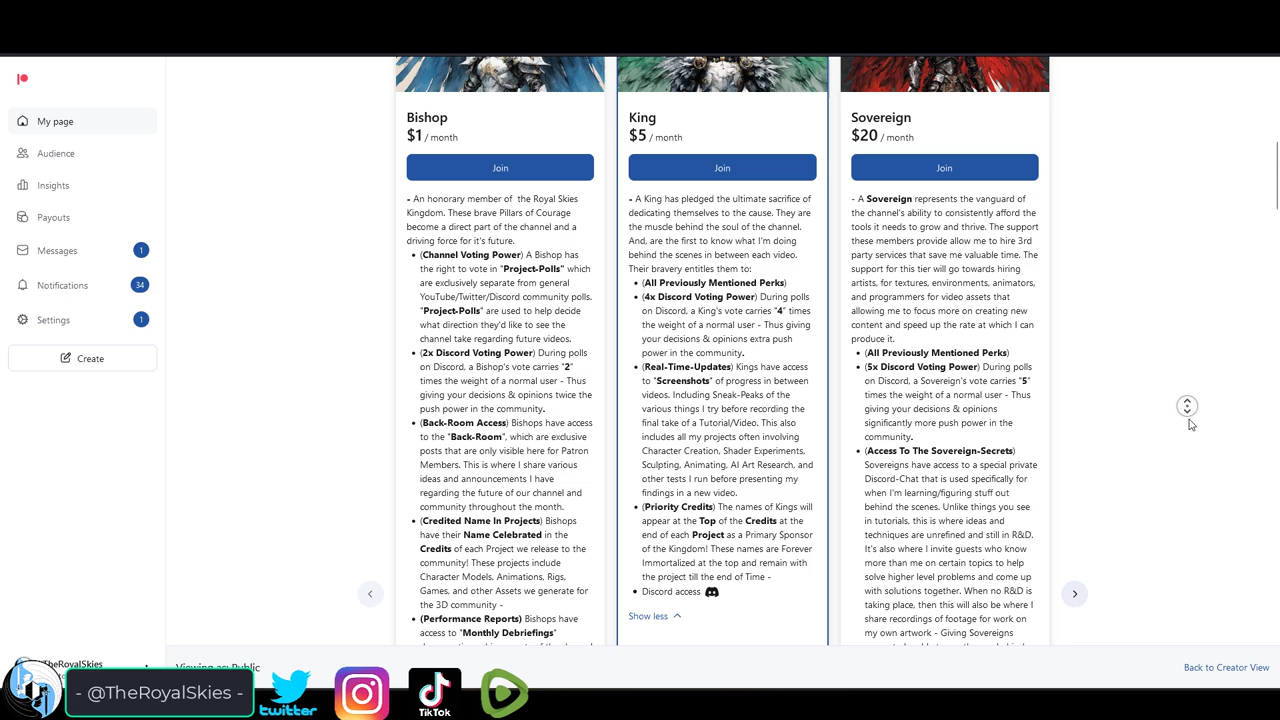 My page
Audience
Insights
Payouts
Messages
1
Notifications
34
Settings
1
Create
Bishop
$1 / month
Join
- An honorary member of the Royal Skies
Kingdom. These brave Pillars of Courage
become a direct part of the channel and a
driving force for it's future.
• (Channel Voting Power) A Bishop has
the right to vote in "Project-Polls" which
are exclusively separate from general
YouTube/Twitter/Discord community polls.
"Project-Polls" are used to help decide
what direction they'd like to see the
channel take regarding future videos.
• (2x Discord Voting Power) During polls
on Discord, a Bishop's vote carries "2"
times the weight of a normal user - Thus
giving your decisions & opinions twice the
push power in the community.
• (Back-Room Access) Bishops have access
to the "Back-Room", which are exclusive
posts that are only visible here for Patron
Members. This is where I share various
ideas and announcements I have
regarding the future of our channel and
community throughout the month.
• (Credited Name In Projects) Bishops
have their Name Celebrated in the
Credits of each Project we release to the
community! These projects include
Character Models, Animations, Rigs,
Games, and other Assets we generate for
the 3D community -
• (Performance Reports) Bishops have
access to "Monthly Debriefings"
King
$5 / month
Join
- A King has pledged the ultimate sacrifice of
dedicating themselves to the cause. They are
the muscle behind the soul of the channel.
And, are the first to know what I'm doing
behind the scenes in between each video.
Their bravery entitles them to:
• (All Previously Mentioned Perks)
• (4x Discord Voting Power) During polls
on Discord, a King's vote carries "4" times
the weight of a normal user - Thus giving
your decisions & opinions extra push
power in the community.
• (Real-Time-Updates) Kings have access
to "Screenshots" of progress in between
videos. Including Sneak-Peaks of the
various things I try before recording the
final take of a Tutorial/Video. This also
includes all my projects often involving
Character Creation, Shader Experiments,
Sculpting, Animating, AI Art Research, and
other tests I run before presenting my
findings in a new video.
• (Priority Credits) The names of Kings will
appear at the Top of the Credits at the
end of each Project as a Primary Sponsor
of the Kingdom! These names are Forever
Immortalized at the top and remain with
the project till the end of Time -
• Discord access
Show less
Sovereign
$20 / month
Join
- A Sovereign represents the vanguard of
the channel's ability to consistently afford the
tools it needs to grow and thrive. The support
these members provide allow me to hire 3rd
party services that save me valuable time. The
support for this tier will go towards hiring
artists, for textures, environments, animators,
and programmers for video assets that
allowing me to focus more on creating new
content and speed up the rate at which I can
produce it.
• (All Previously Mentioned Perks)
• (5x Discord Voting Power) During polls
on Discord, a Sovereign's vote carries "5"
times the weight of a normal user - Thus
giving your decisions & opinions
significantly more push power in the
community.
• (Access To The Sovereign-Secrets)
Sovereigns have access to a special private
Discord-Chat that is used specifically for
when I'm learning/figuring stuff out
behind the scenes. Unlike things you see
in tutorials, this is where ideas and
techniques are unrefined and still in R&D.
It's also where I invite guests who know
more than me on certain topics to help
solve higher level problems and come up
with solutions together. When no R&D is
taking place, then this will also be where I
share recordings of footage for work on
my own artwork - Giving Sovereigns
TheRoyalSkies
Viewing as: Public
Back to Creator View
- @TheRoyalSkies -
twitter
TikTok